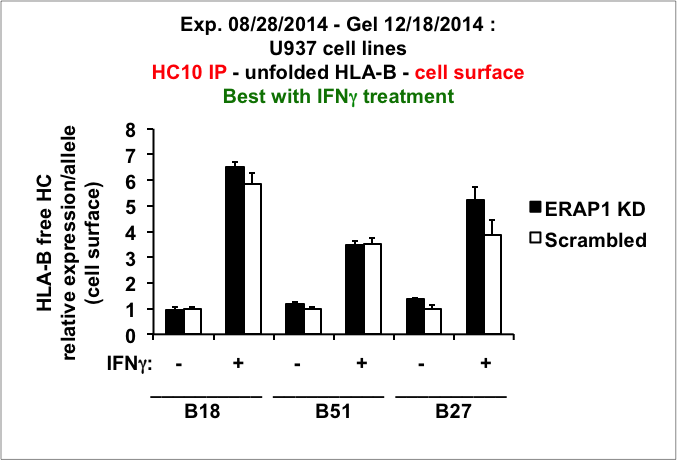 Exp. 08/28/2014 - Gel 12/18/2014 :
U937 cell lines
HC10 IP - unfolded HLA-B - cell surface
Best with IFNγ treatment
HLA-B free HC
relative expression/allele
(cell surface)
8
7
6
5
4
3
2
1
0
ERAP1 KD
Scrambled
IFNγ: - + - + - +
B18 B51 B27